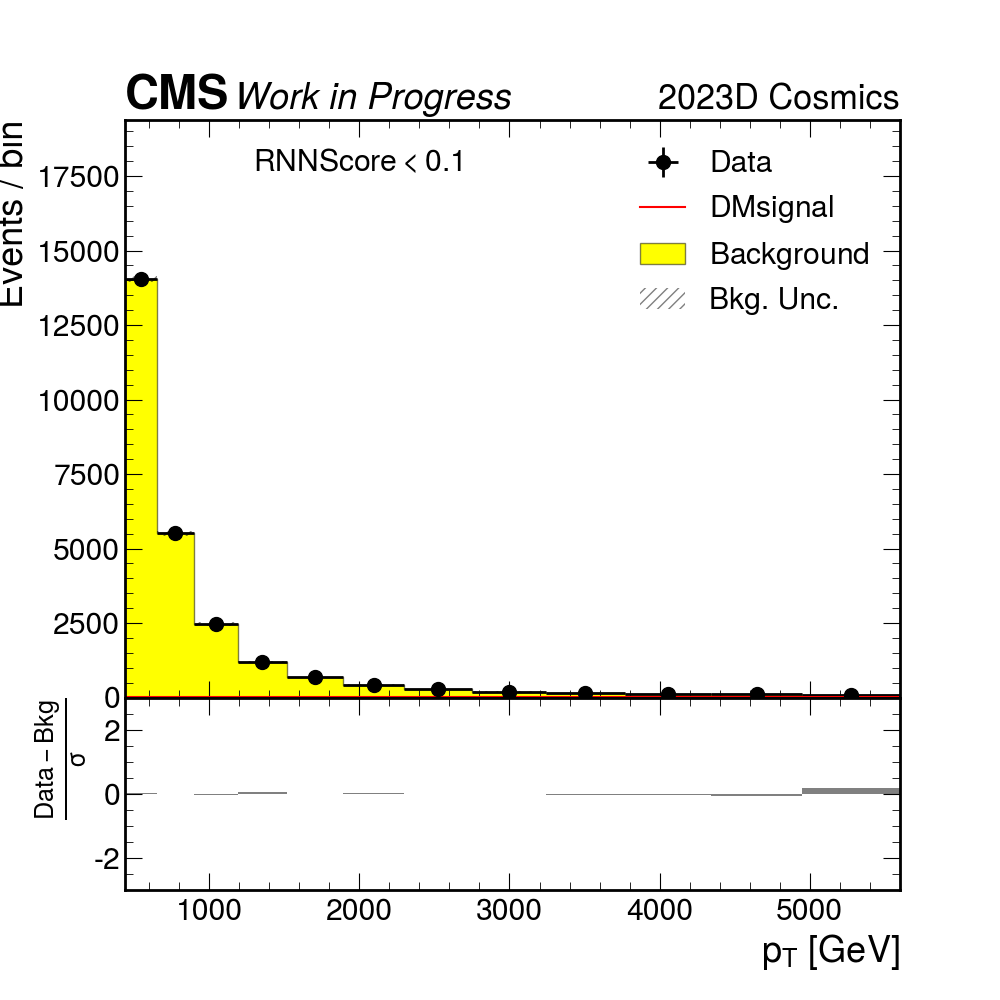 CMS Work in Progress 2023D Cosmics
Events / bin
RNNScore < 0.1
Data
DMsignal
Background
Bkg. Unc.
17500
15000
12500
10000
7500
5000
2500
0
Data – Bkg
σ
2
0
-2
1000 2000 3000 4000 5000
pT [GeV]